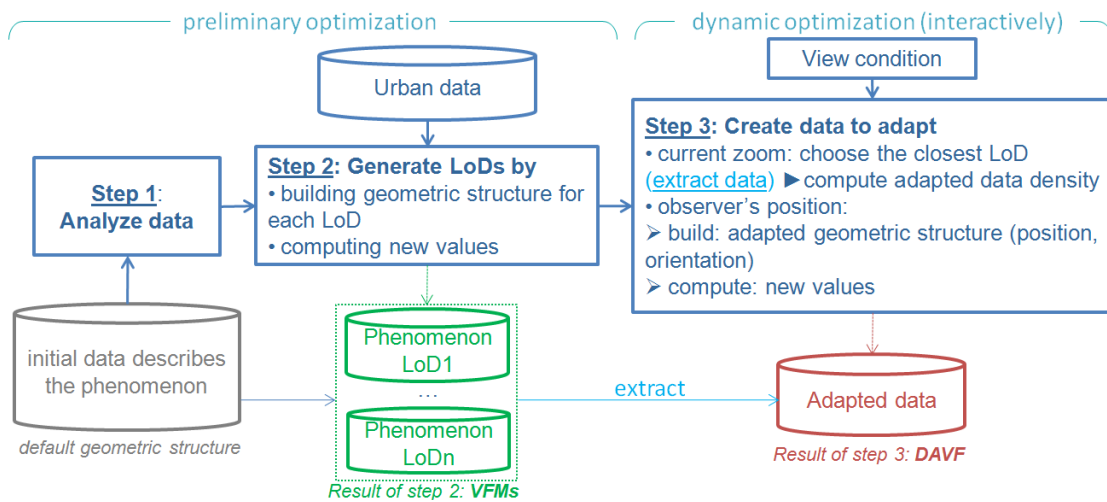 preliminary optimization
dynamic optimization (interactively)
Urban data
View condition
Step 1:
Analyze data
Step 2: Generate LoDs by
• building geometric structure for
each LoD
• computing new values
Step 3: Create data to adapt
• current zoom: choose the closest LoD
(extract data) ►compute adapted data density
• observer's position:
➢ build: adapted geometric structure (position,
orientation)
➢ compute: new values
initial data describes
the phenomenon
default geometric structure
Phenomenon
LoD1
...
Phenomenon
LoDn
Result of step 2: VFMs
extract
Adapted data
Result of step 3: DAVF